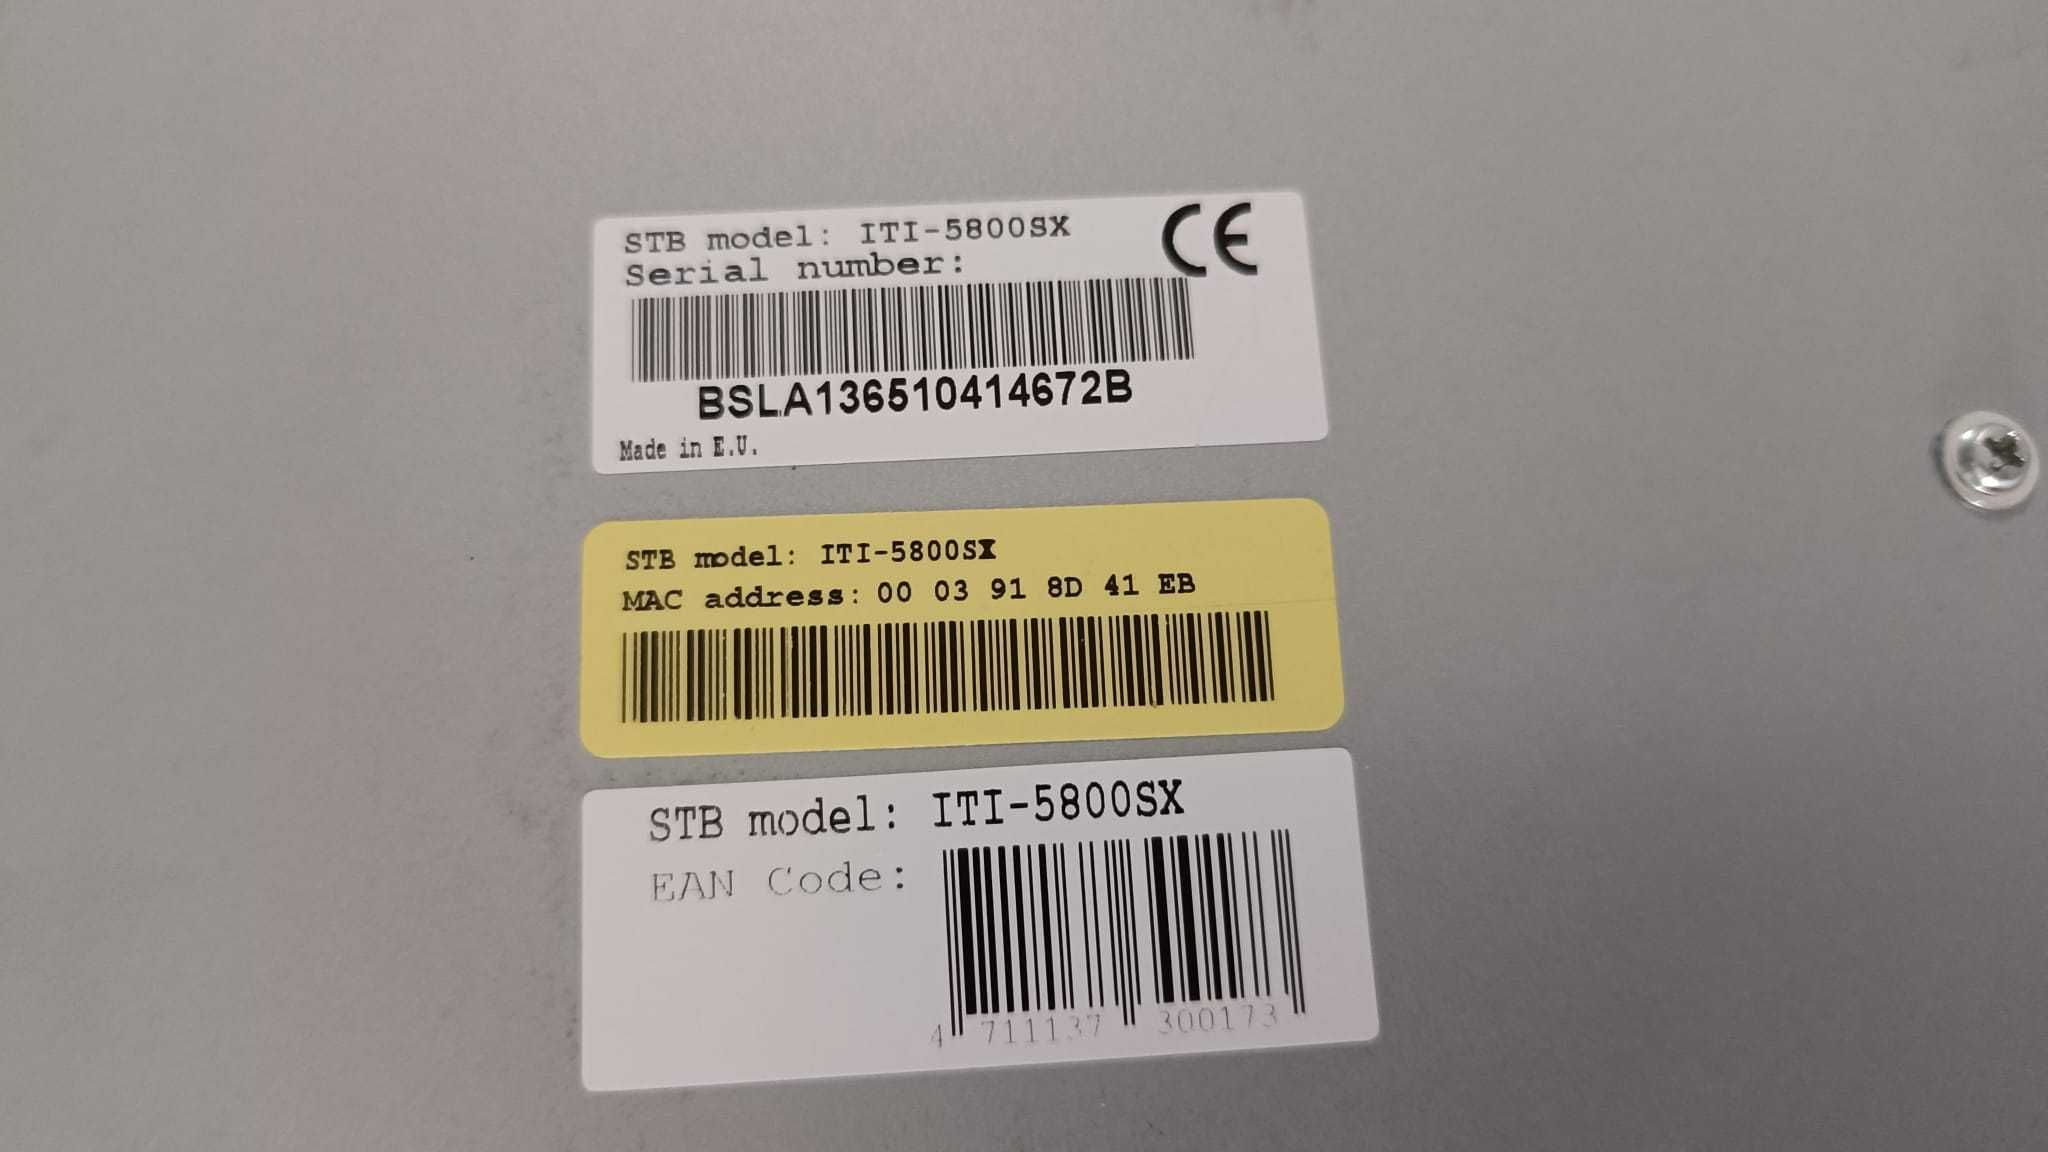 STB model: ITI-5800SX
CE
Serial number:
BSLA136510414672B
Made in E.U.
STB model: ITI-5800SX
MAC address: 00 03 91 8D 41 EB
STB model: ITI-5800SX
EAN Code:
4 711137 300173